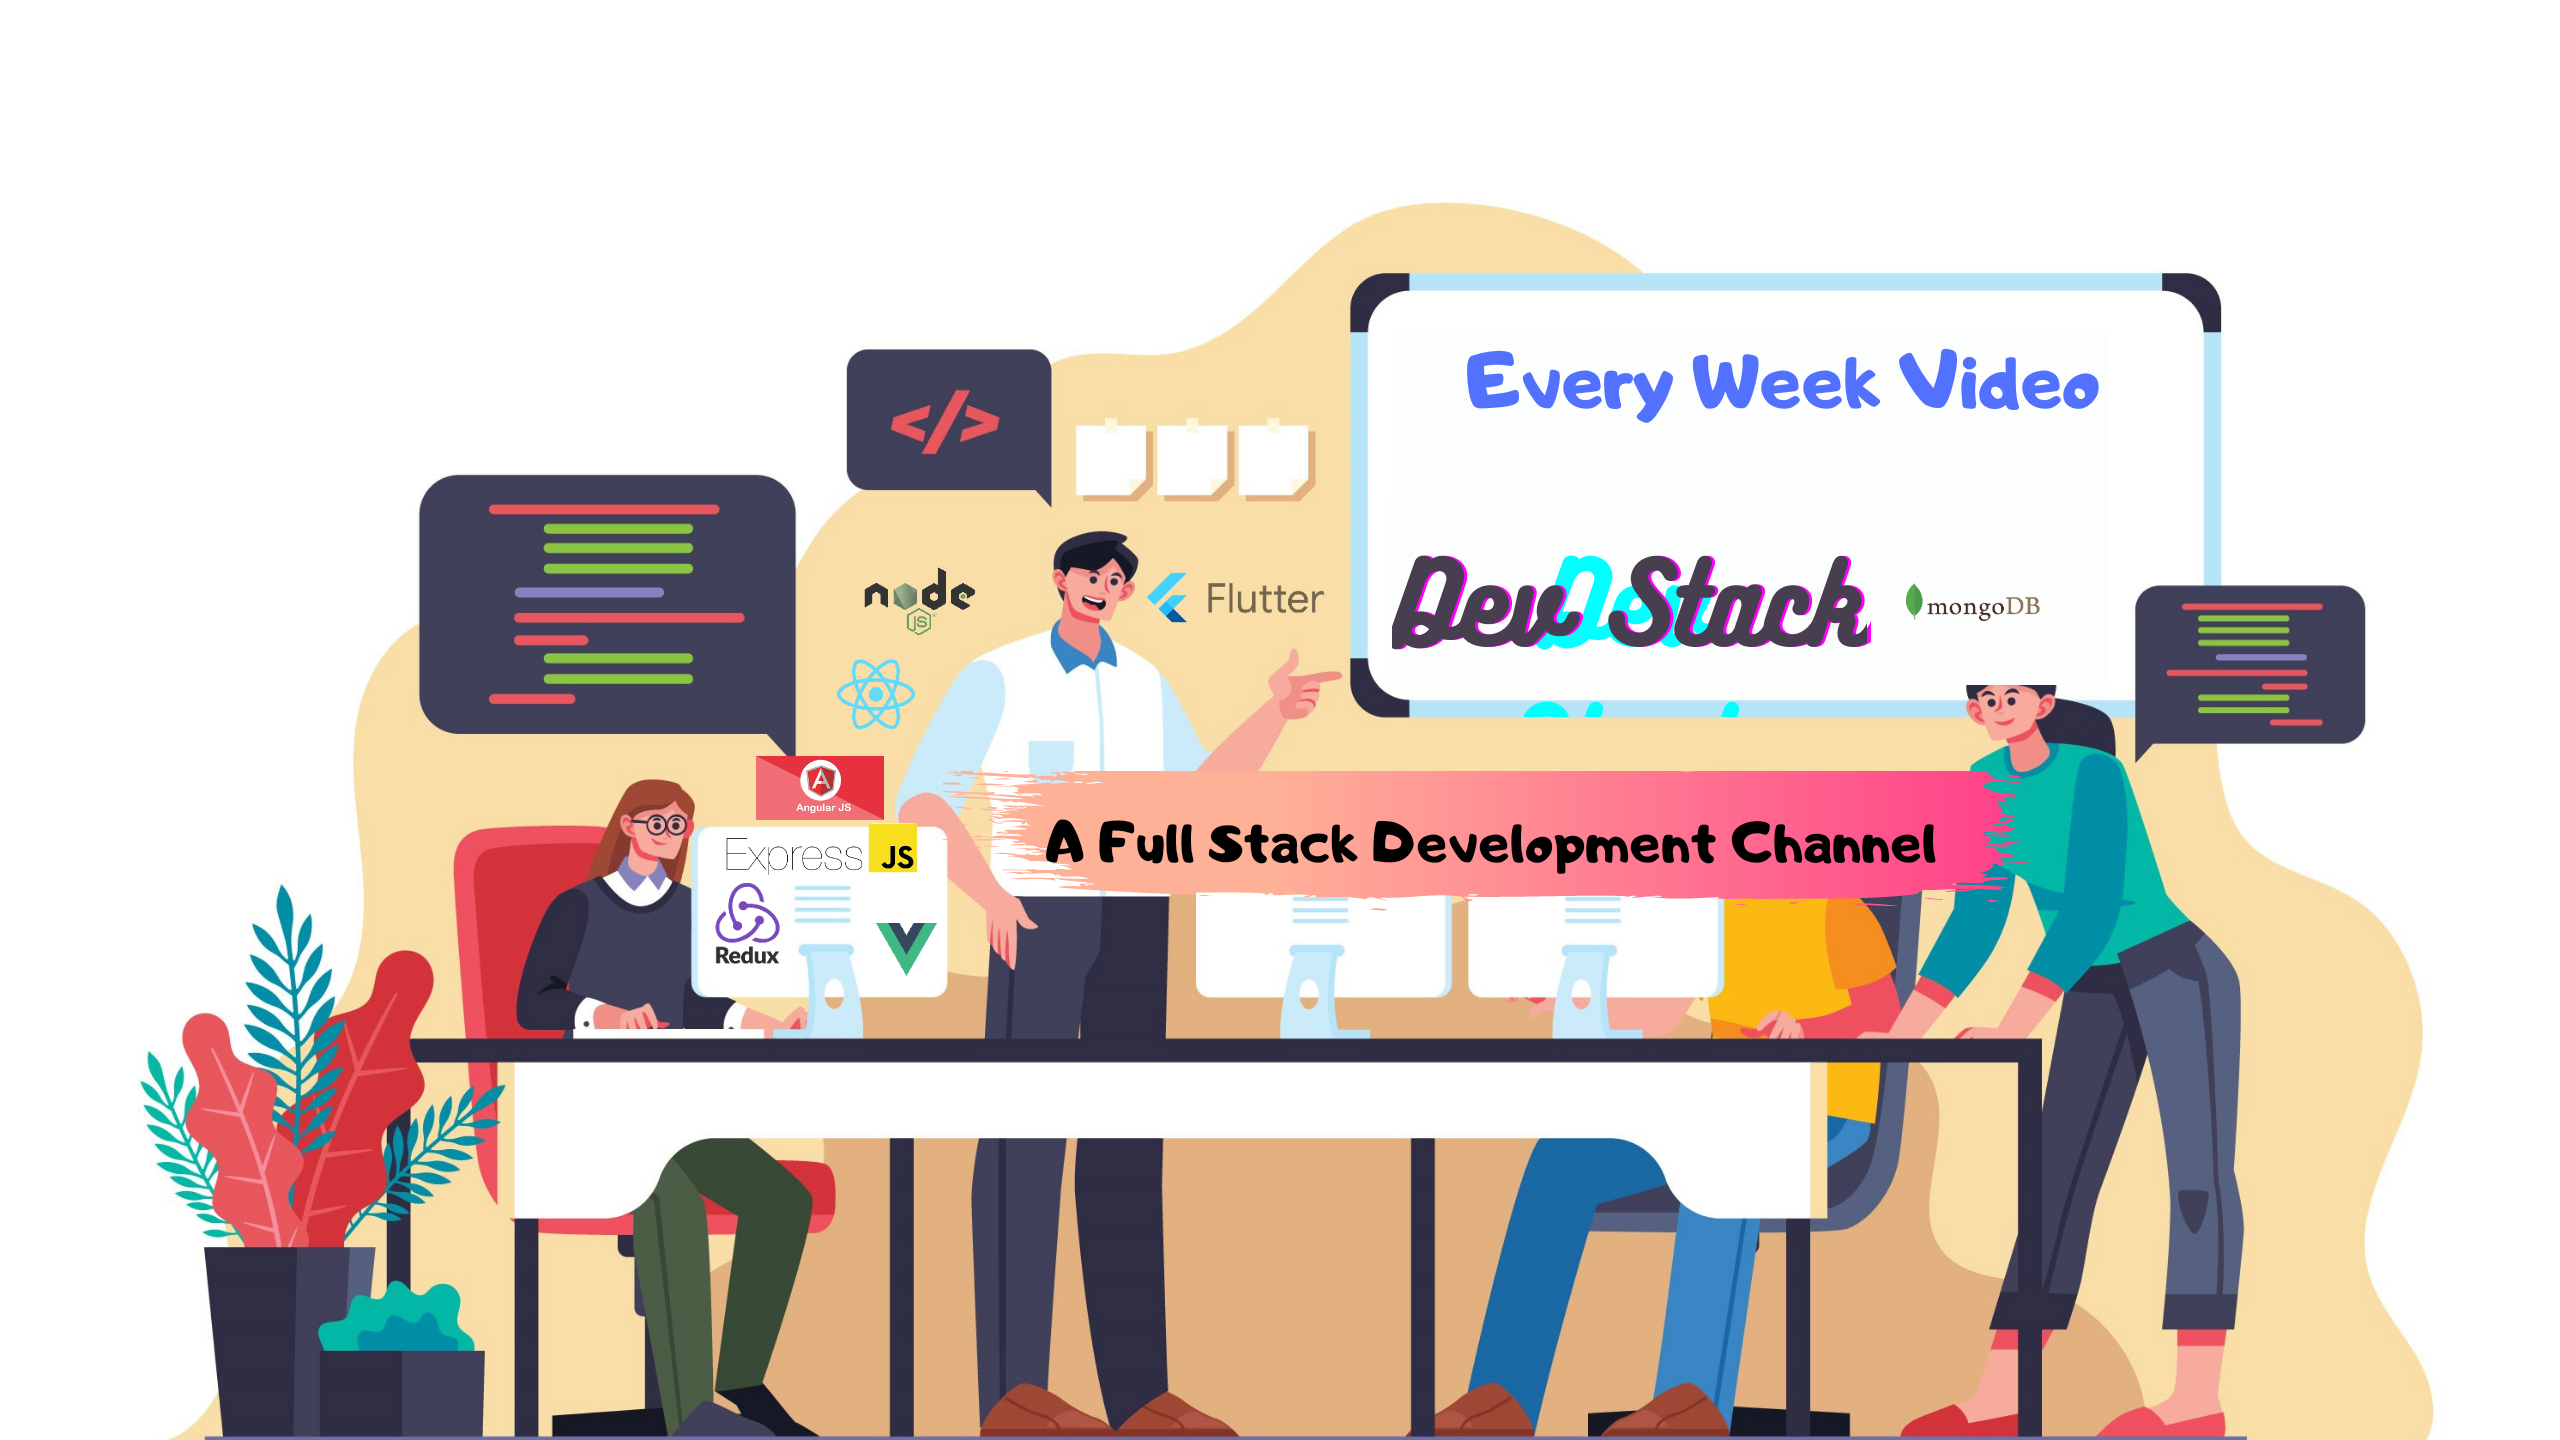 Every Week Video
</>
node
JS
Flutter
Dev Stack
mongoDB
A
Angular JS
Express
JS
Redux
A Full Stack Development Channel